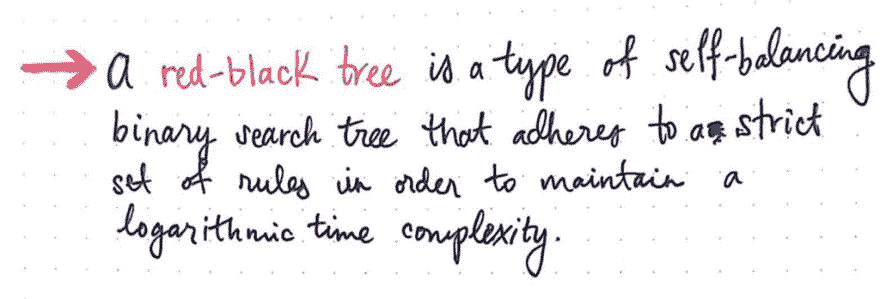 → a red-black tree is a type of self-balancing
binary search tree that adheres to a strict
set of rules in order to maintain a
logarithmic time complexity.